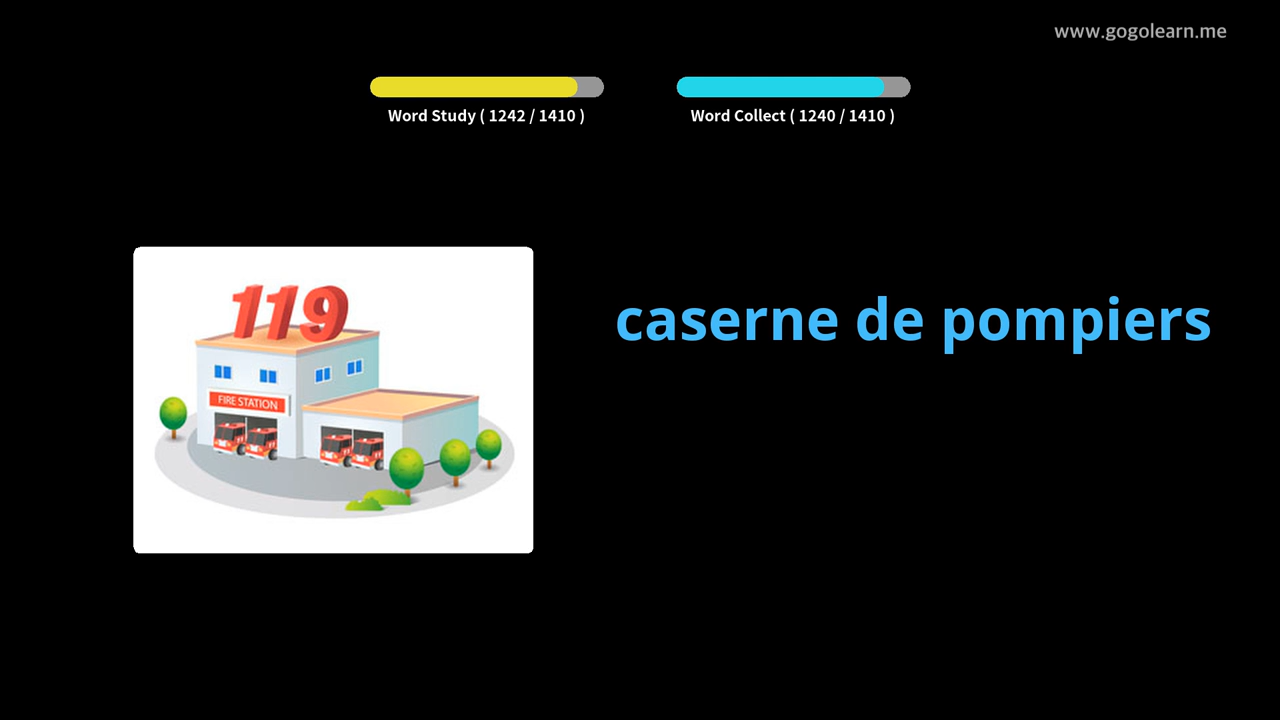 www.gogolearn.me
Word Study ( 1242 / 1410 )
Word Collect ( 1240 / 1410 )
119
FIRE STATION
caserne de pompiers